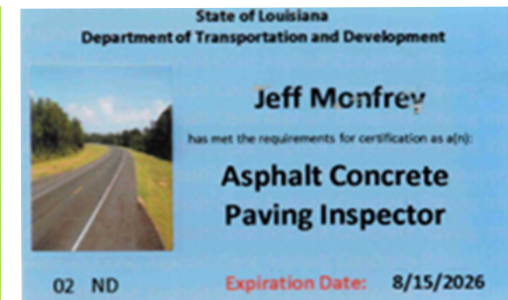 State of Louisiana
Department of Transportation and Development
Jeff Monfrey
has met the requirements for certification as a(n):
Asphalt Concrete
Paving Inspector
02 ND
Expiration Date: 8/15/2026